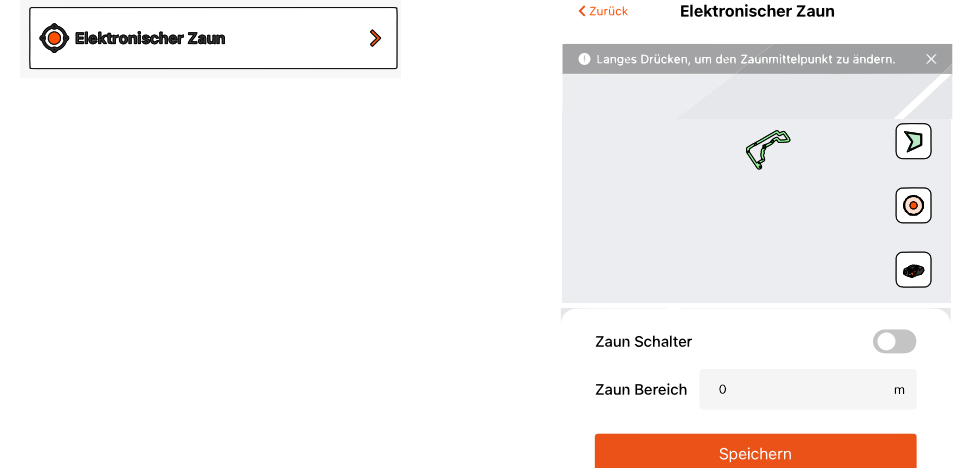 Elektronischer Zaun
Zurück
Elektronischer Zaun
Langes Drücken, um den Zaunmittelpunkt zu ändern.
Zaun Schalter
Zaun Bereich 0 m
Speichern